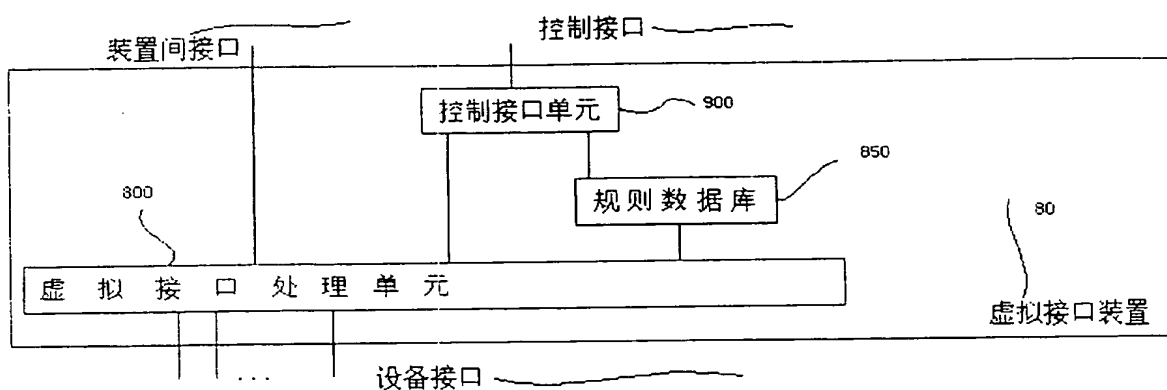 控制接口
装置间接口
控制接口单元
900
850
规则数据库
800
80
虚拟接口处理单元
虚拟接口装置
...
设备接口